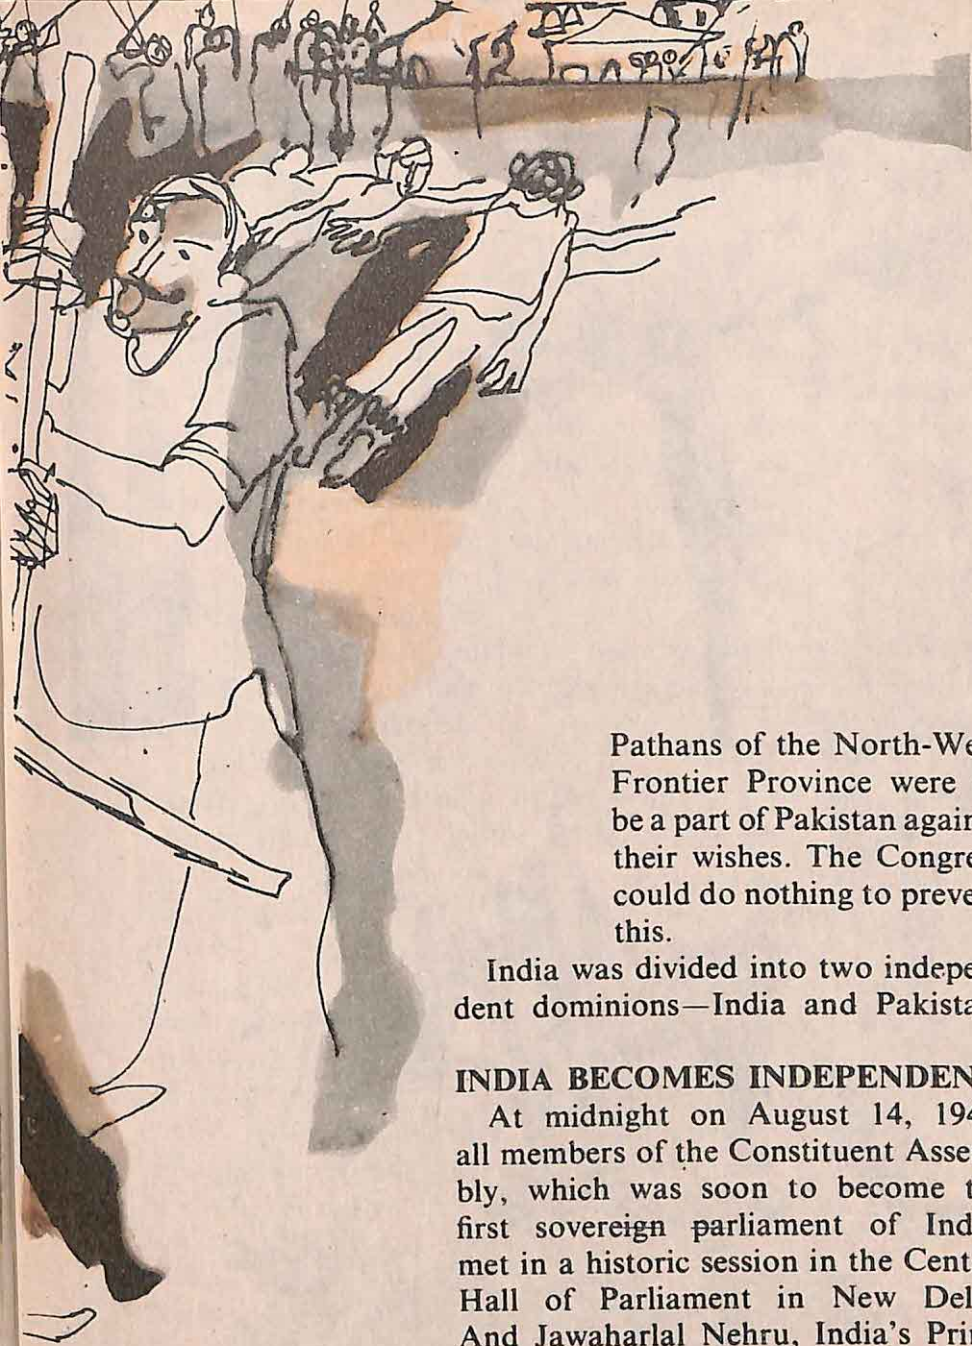 Pathans of the North-We
Frontier Province were
be a part of Pakistan again
their wishes. The Congre
could do nothing to preve
this.
India was divided into two indepe
dent dominions—India and Pakista
INDIA BECOMES INDEPENDEN
At midnight on August 14, 194
all members of the Constituent Asse
bly, which was soon to become t
first sovereign parliament of Ind
met in a historic session in the Cent
Hall of Parliament in New Del
And Jawaharlal Nehru, India's Pri